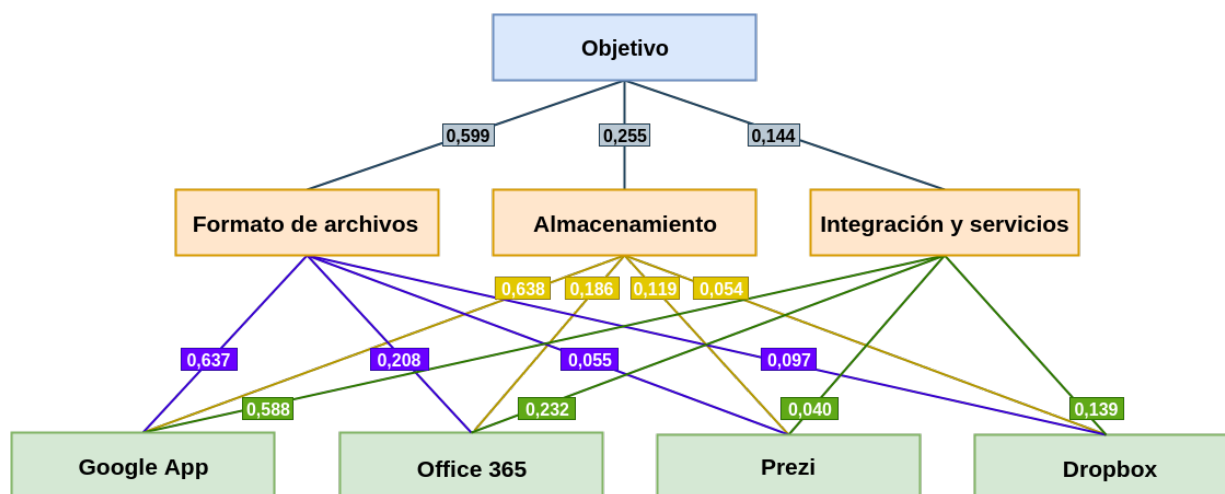 Objetivo
0,599
0,255
0,144
Formato de archivos
Almacenamiento
Integración y servicios
0,638
0,186
0,119
0,054
0,637
0,208
0,055
0,097
0,588
0,232
0,040
0,139
Google App
Office 365
Prezi
Dropbox